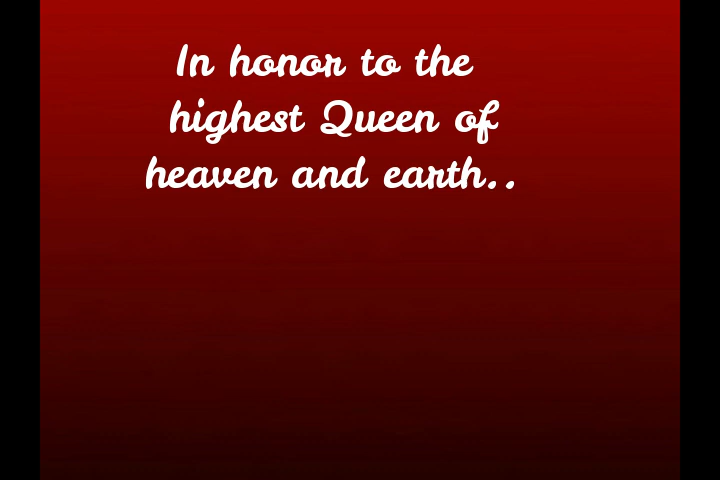 In honor to the
highest Queen of
heaven and earth..